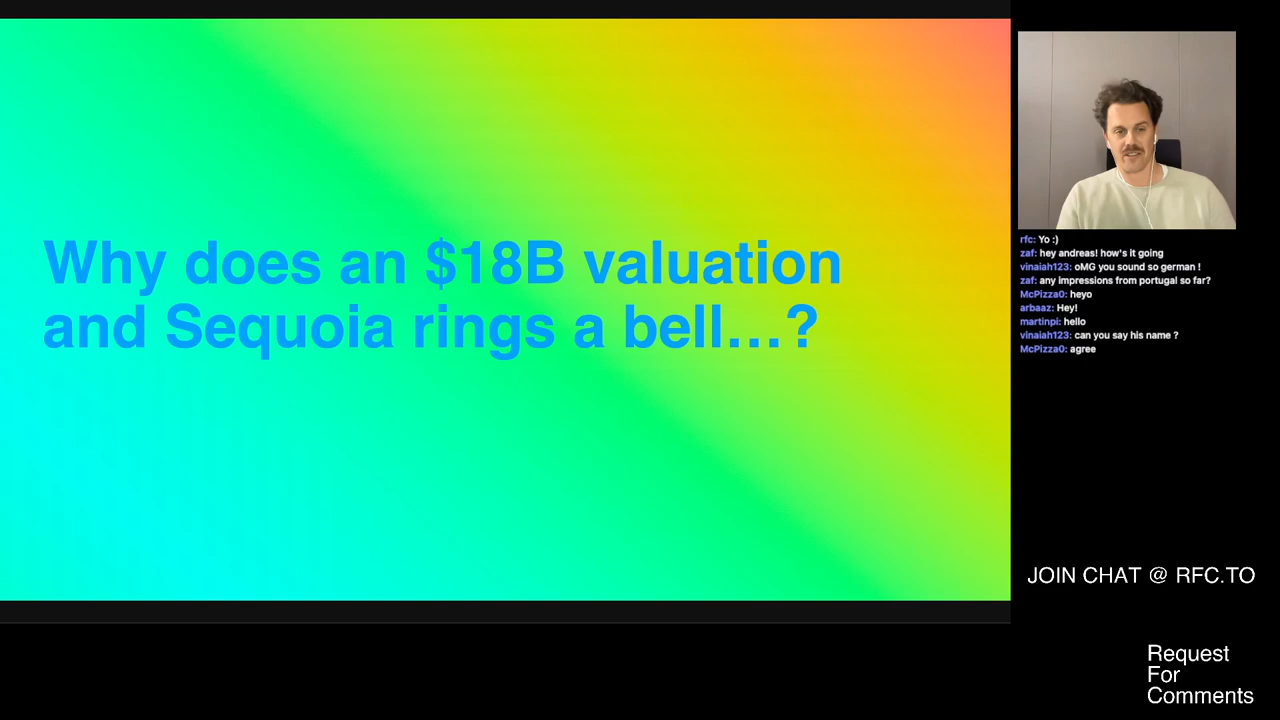 Why does an $18B valuation
and Sequoia rings a bell...?
rfc: Yo :)
zaf: hey andreas! how's it going
vinaiah123: oMG you sound so german !
zaf: any impressions from portugal so far?
McPizza0: heyo
arbaaz: Hey!
martinpi: hello
vinaiah123: can you say his name ?
McPizza0: agree
JOIN CHAT @ RFC.TO
Request
For
Comments